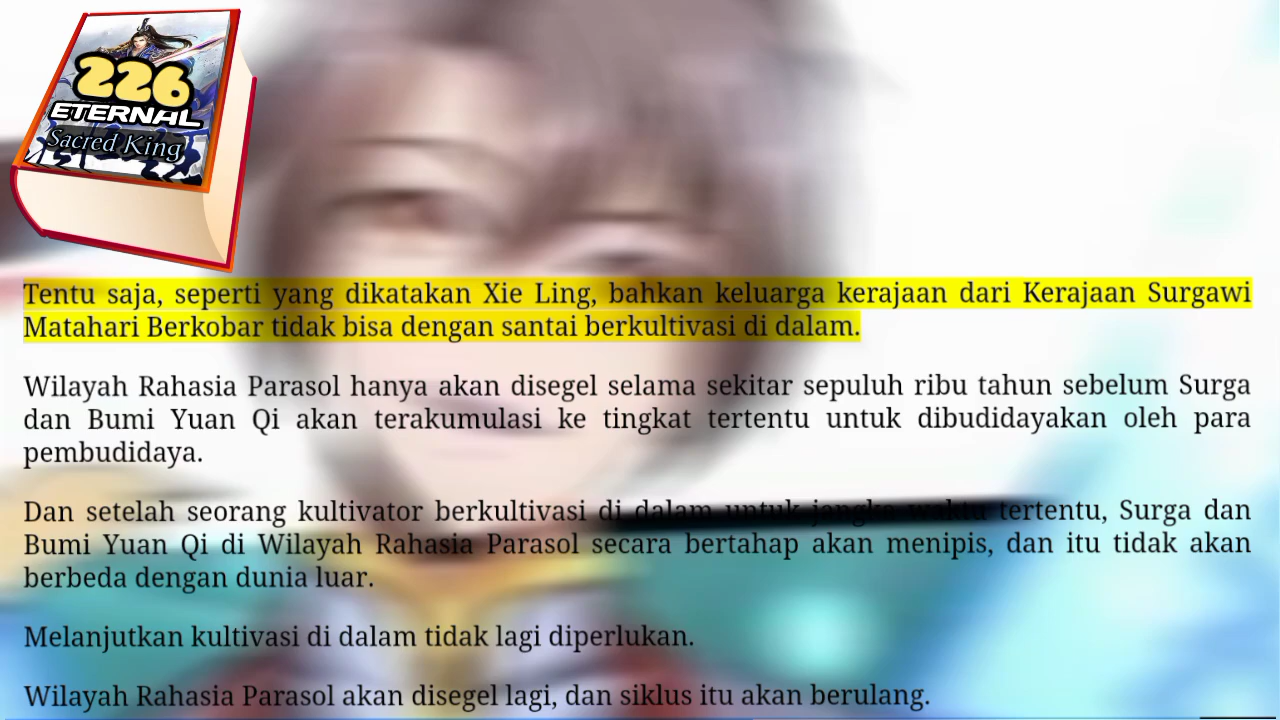 226
ETERNAL
Sacred King
Tentu saja, seperti yang dikatakan Xie Ling, bahkan keluarga kerajaan dari Kerajaan Surgawi
Matahari Berkobar tidak bisa dengan santai berkultivasi di dalam.
Wilayah Rahasia Parasol hanya akan disegel selama sekitar sepuluh ribu tahun sebelum Surga
dan Bumi Yuan Qi akan terakumulasi ke tingkat tertentu untuk dibudidayakan oleh para
pembudidaya.
Dan setelah seorang kultivator berkultivasi di dalam untuk jangka waktu tertentu, Surga dan
Bumi Yuan Qi di Wilayah Rahasia Parasol secara bertahap akan menipis, dan itu tidak akan
berbeda dengan dunia luar.
Melanjutkan kultivasi di dalam tidak lagi diperlukan.
Wilayah Rahasia Parasol akan disegel lagi, dan siklus itu akan berulang.